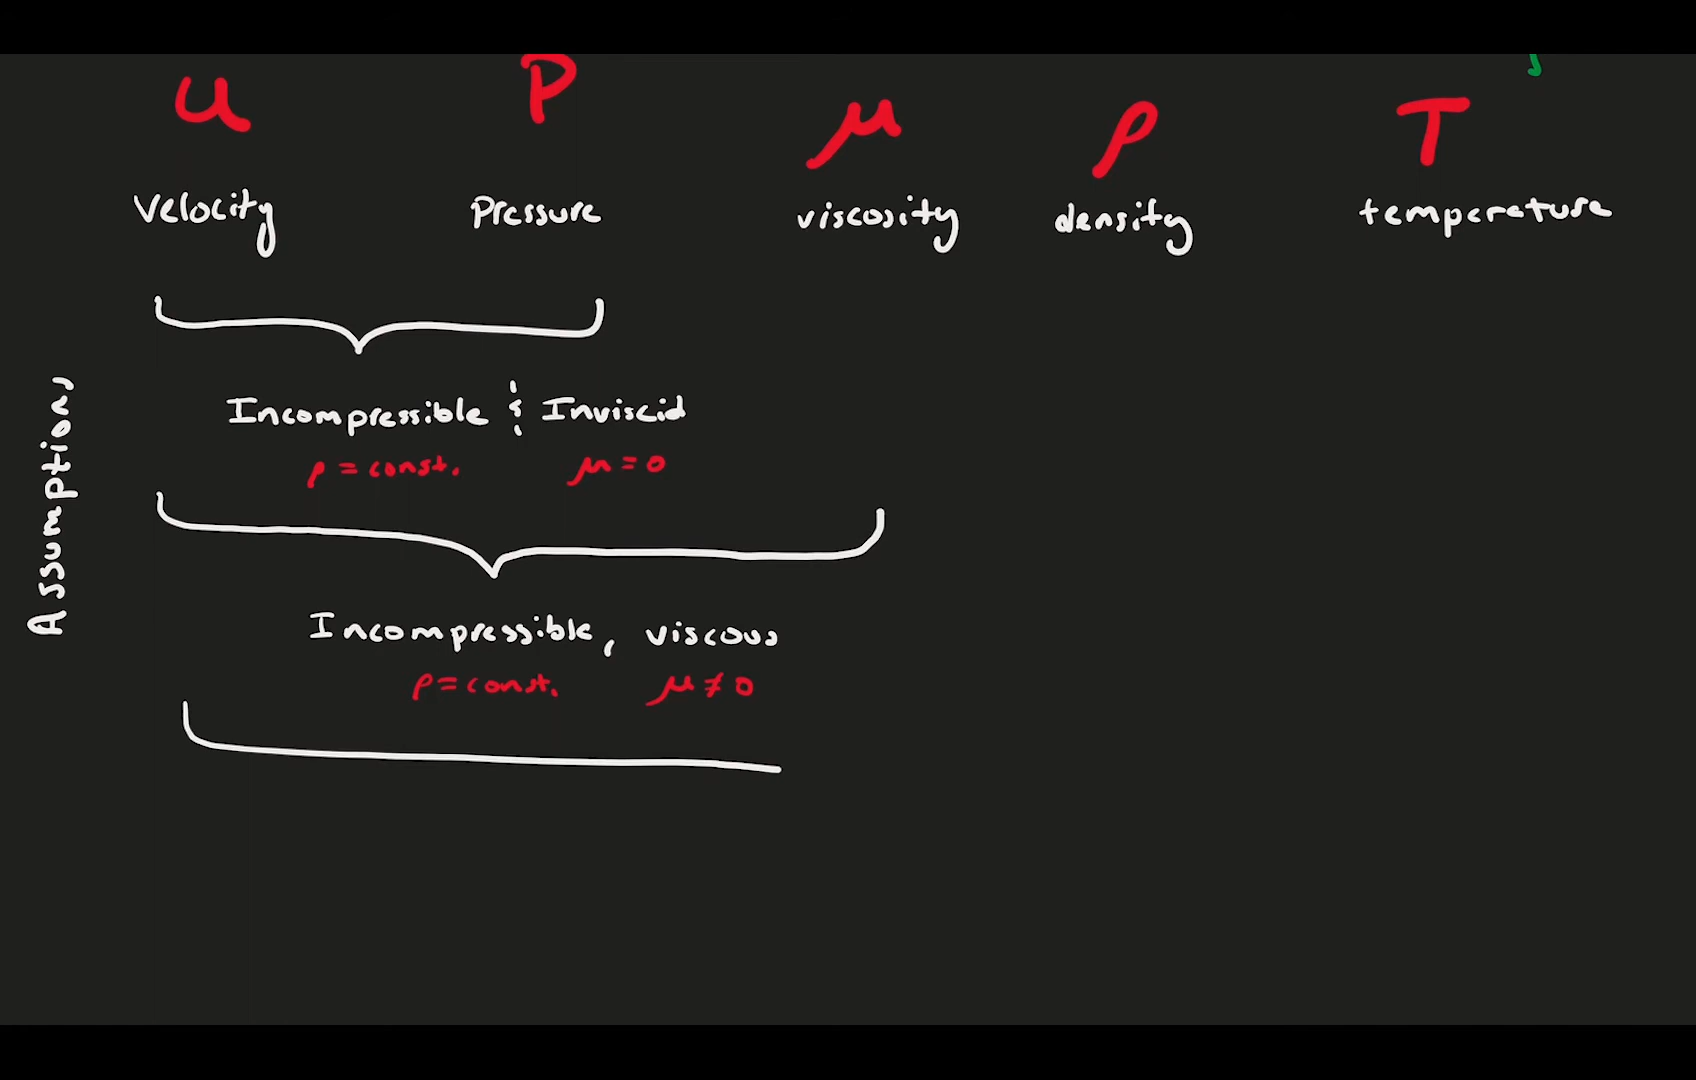 u P μ ρ T
velocity pressure viscosity density temperature
Assumptions
Incompressible & Inviscid
ρ = const. μ = 0
Incompressible, viscous
ρ = const. μ ≠ 0